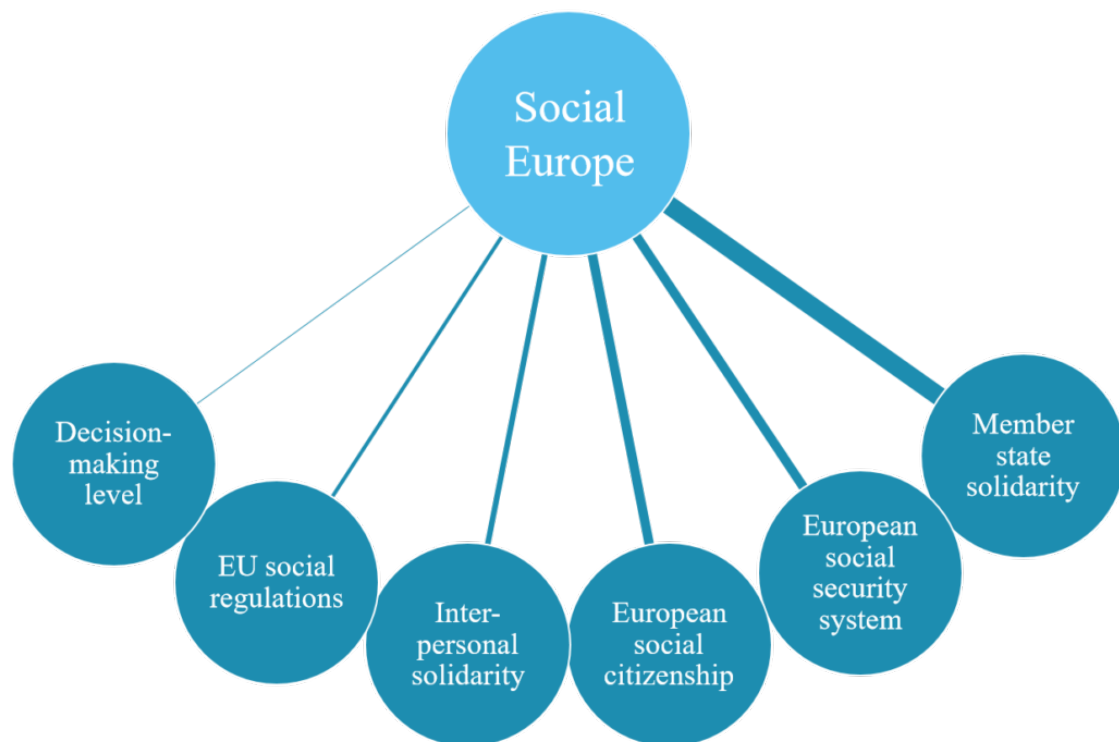 Social
Europe
Decision-
making
level
EU social
regulations
Inter-
personal
solidarity
European
social
citizenship
European
social
security
system
Member
state
solidarity